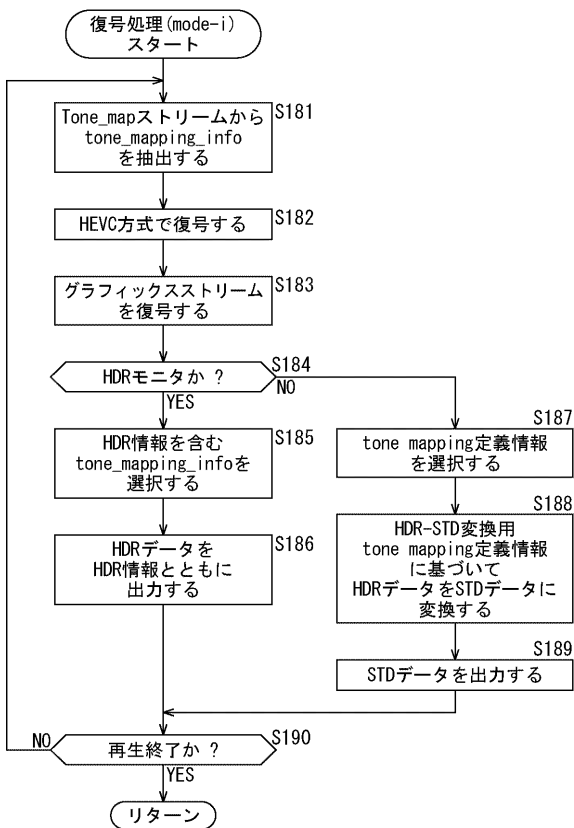 復号処理(mode-i)
スタート
Tone_mapストリームから
tone_mapping_info
を抽出する
S181
HEVC方式で復号する
S182
グラフィックスストリーム
を復号する
S183
HDRモニタか ?
S184
NO
YES
HDR情報を含む
tone_mapping_infoを
選択する
S185
HDRデータを
HDR情報とともに
出力する
S186
S187
tone mapping定義情報
を選択する
S188
HDR-STD変換用
tone mapping定義情報
に基づいて
HDRデータをSTDデータに
変換する
S189
STDデータを出力する
NO
再生終了か ?
S190
YES
リターン